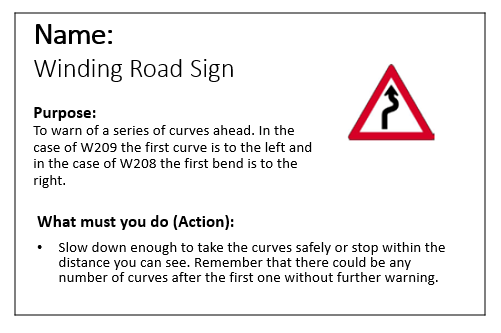 Name:
Winding Road Sign
Purpose:
To warn of a series of curves ahead. In the
case of W209 the first curve is to the left and
in the case of W208 the first bend is to the
right.
What must you do (Action):
• Slow down enough to take the curves safely or stop within the
distance you can see. Remember that there could be any
number of curves after the first one without further warning.